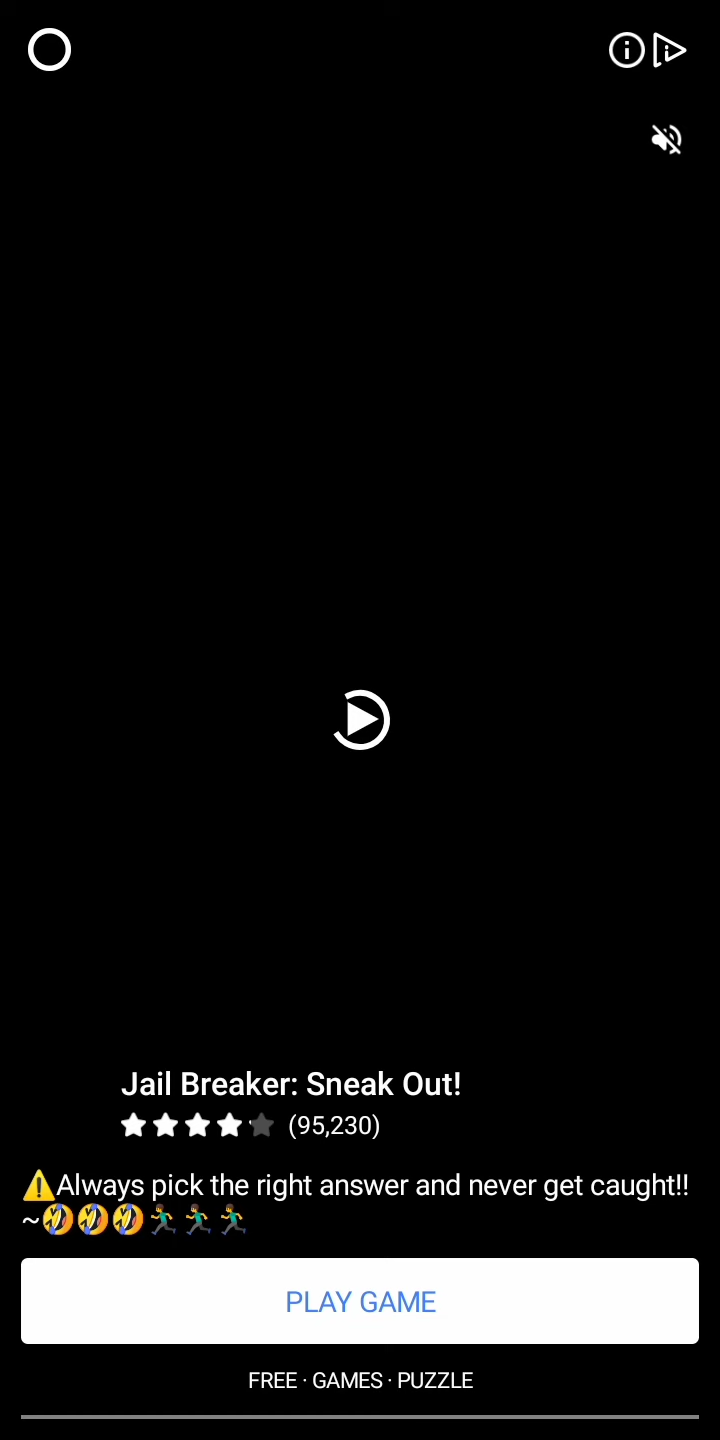 Jail Breaker: Sneak Out!
(95,230)
⚠️Always pick the right answer and never get caught!!
~🤣🤣🤣🏃‍♂️🏃‍♂️🏃‍♂️
PLAY GAME
FREE · GAMES · PUZZLE